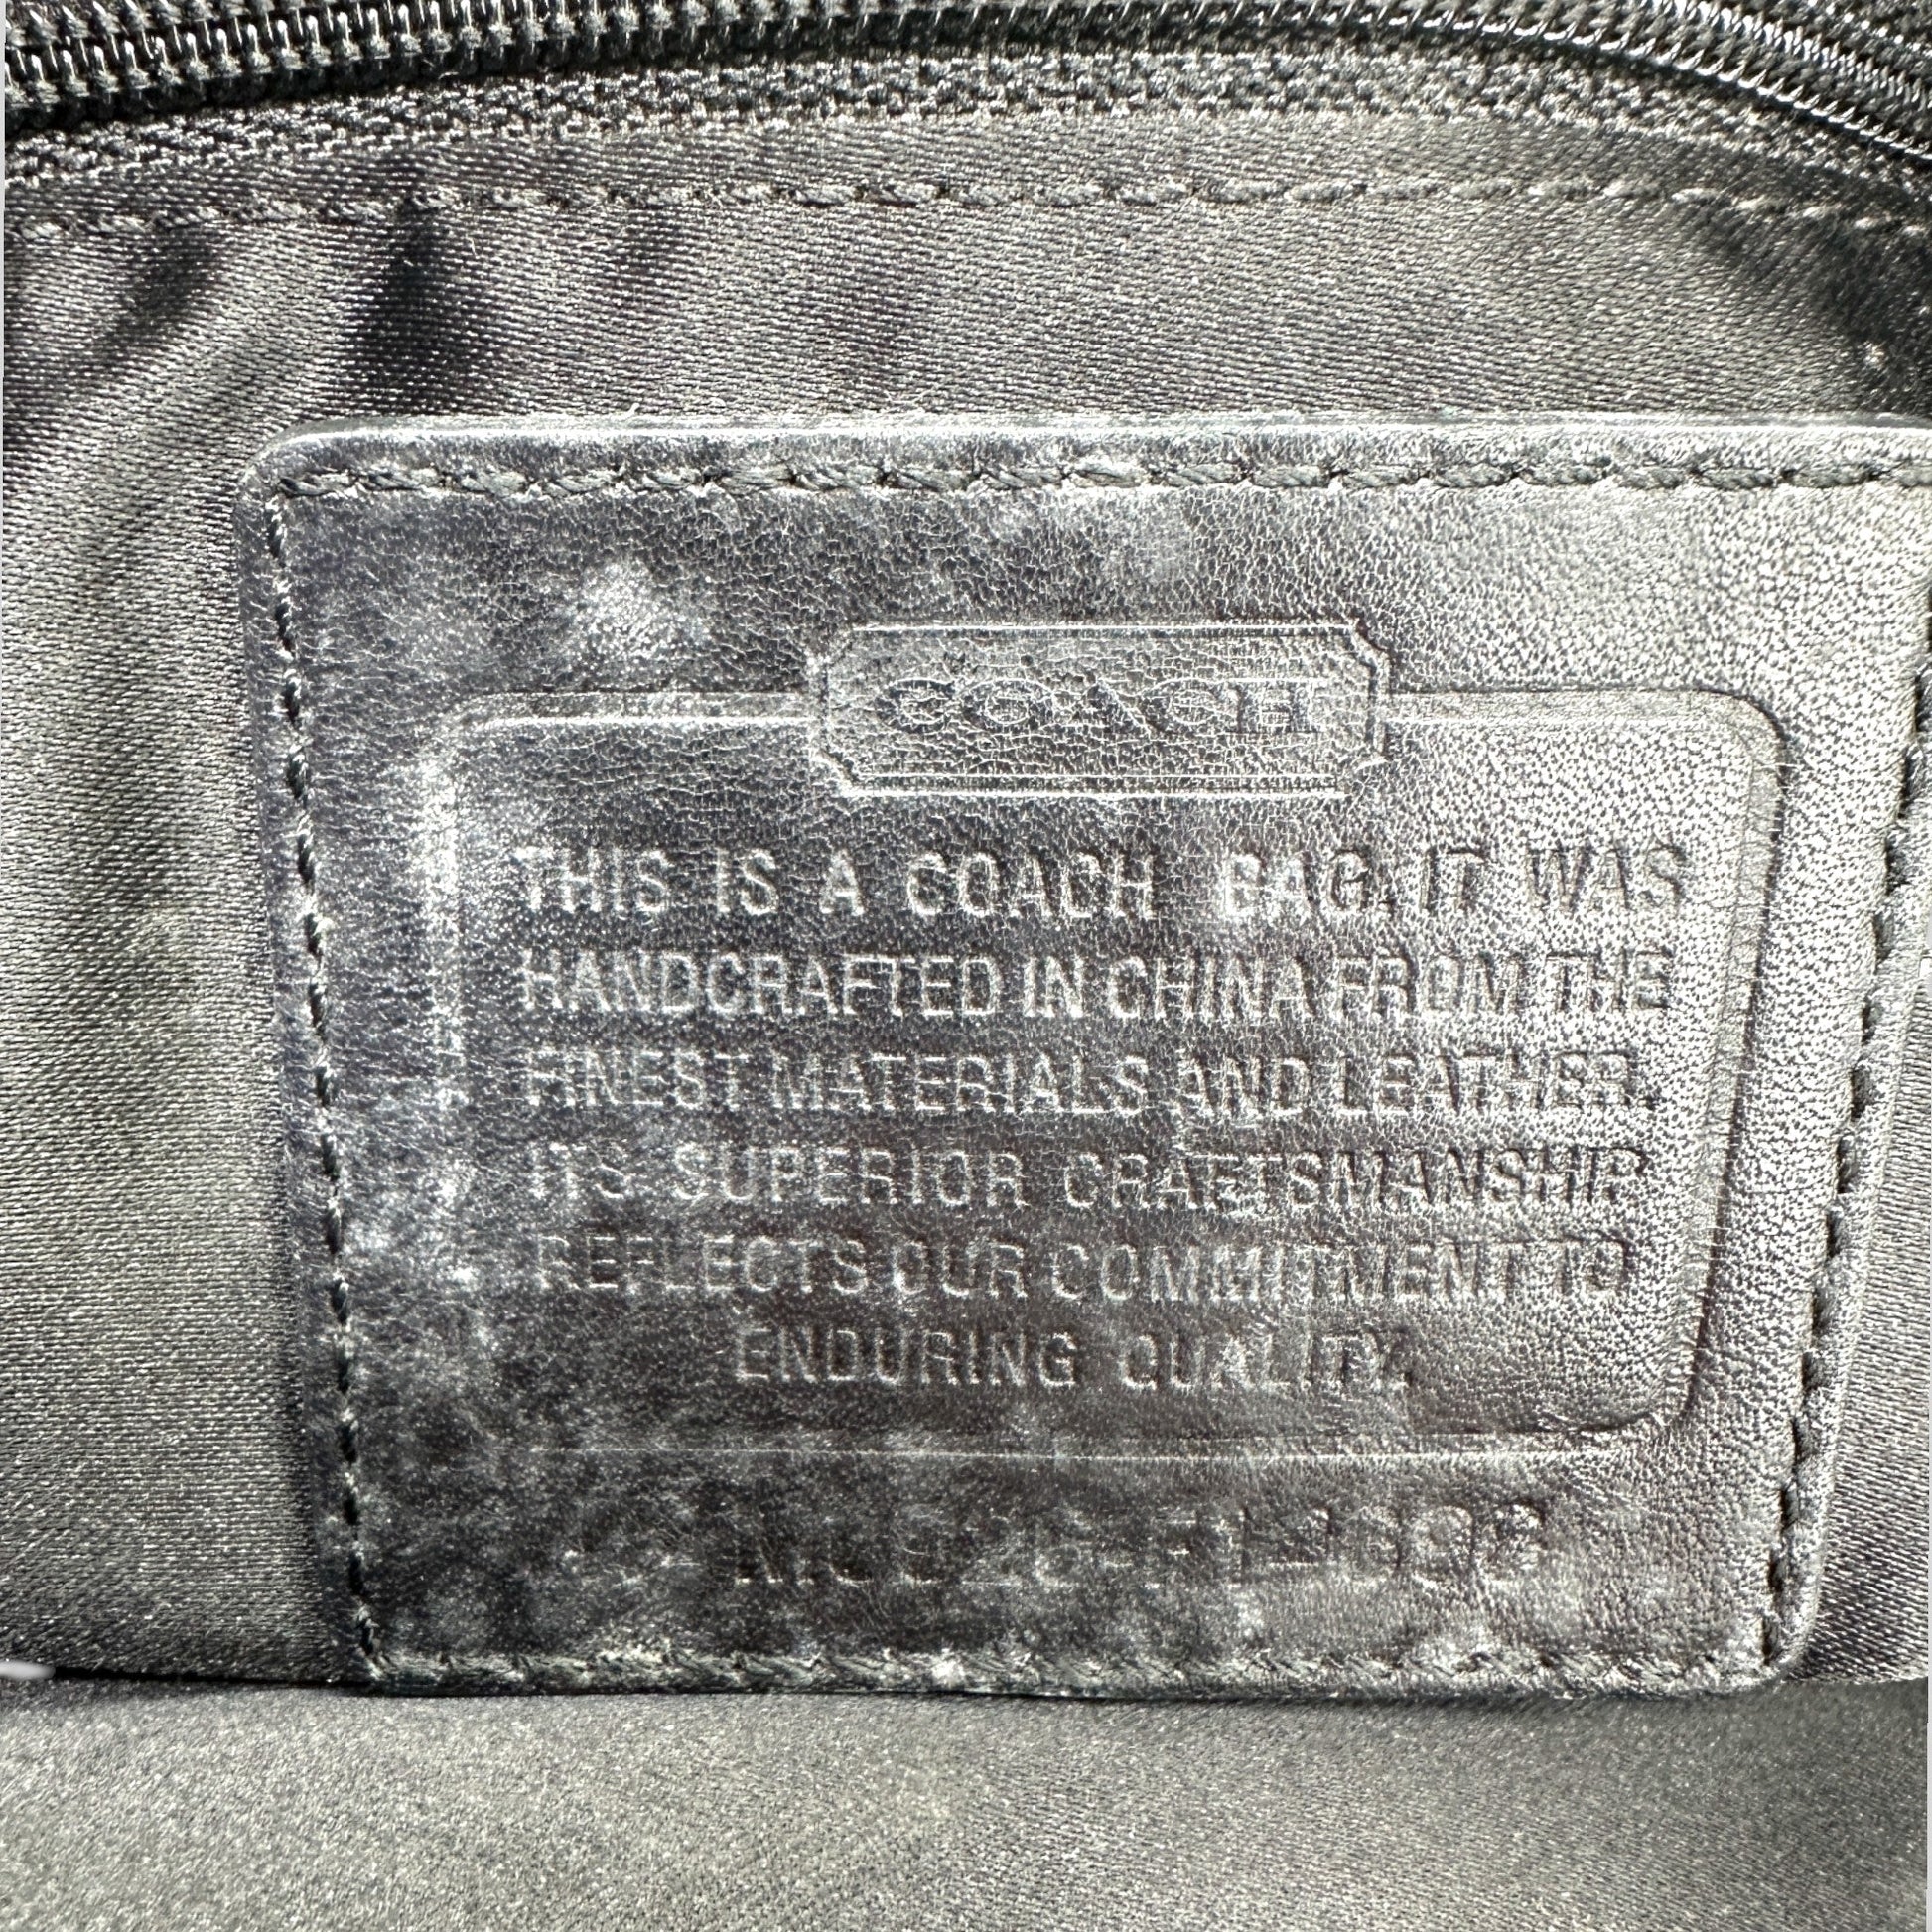 COACH
THIS IS A COACH BAG. IT WAS
HANDCRAFTED IN CHINA FROM THE
FINEST MATERIALS AND LEATHER.
ITS SUPERIOR CRAFTSMANSHIP
REFLECTS OUR COMMITMENT TO
ENDURING QUALITY.